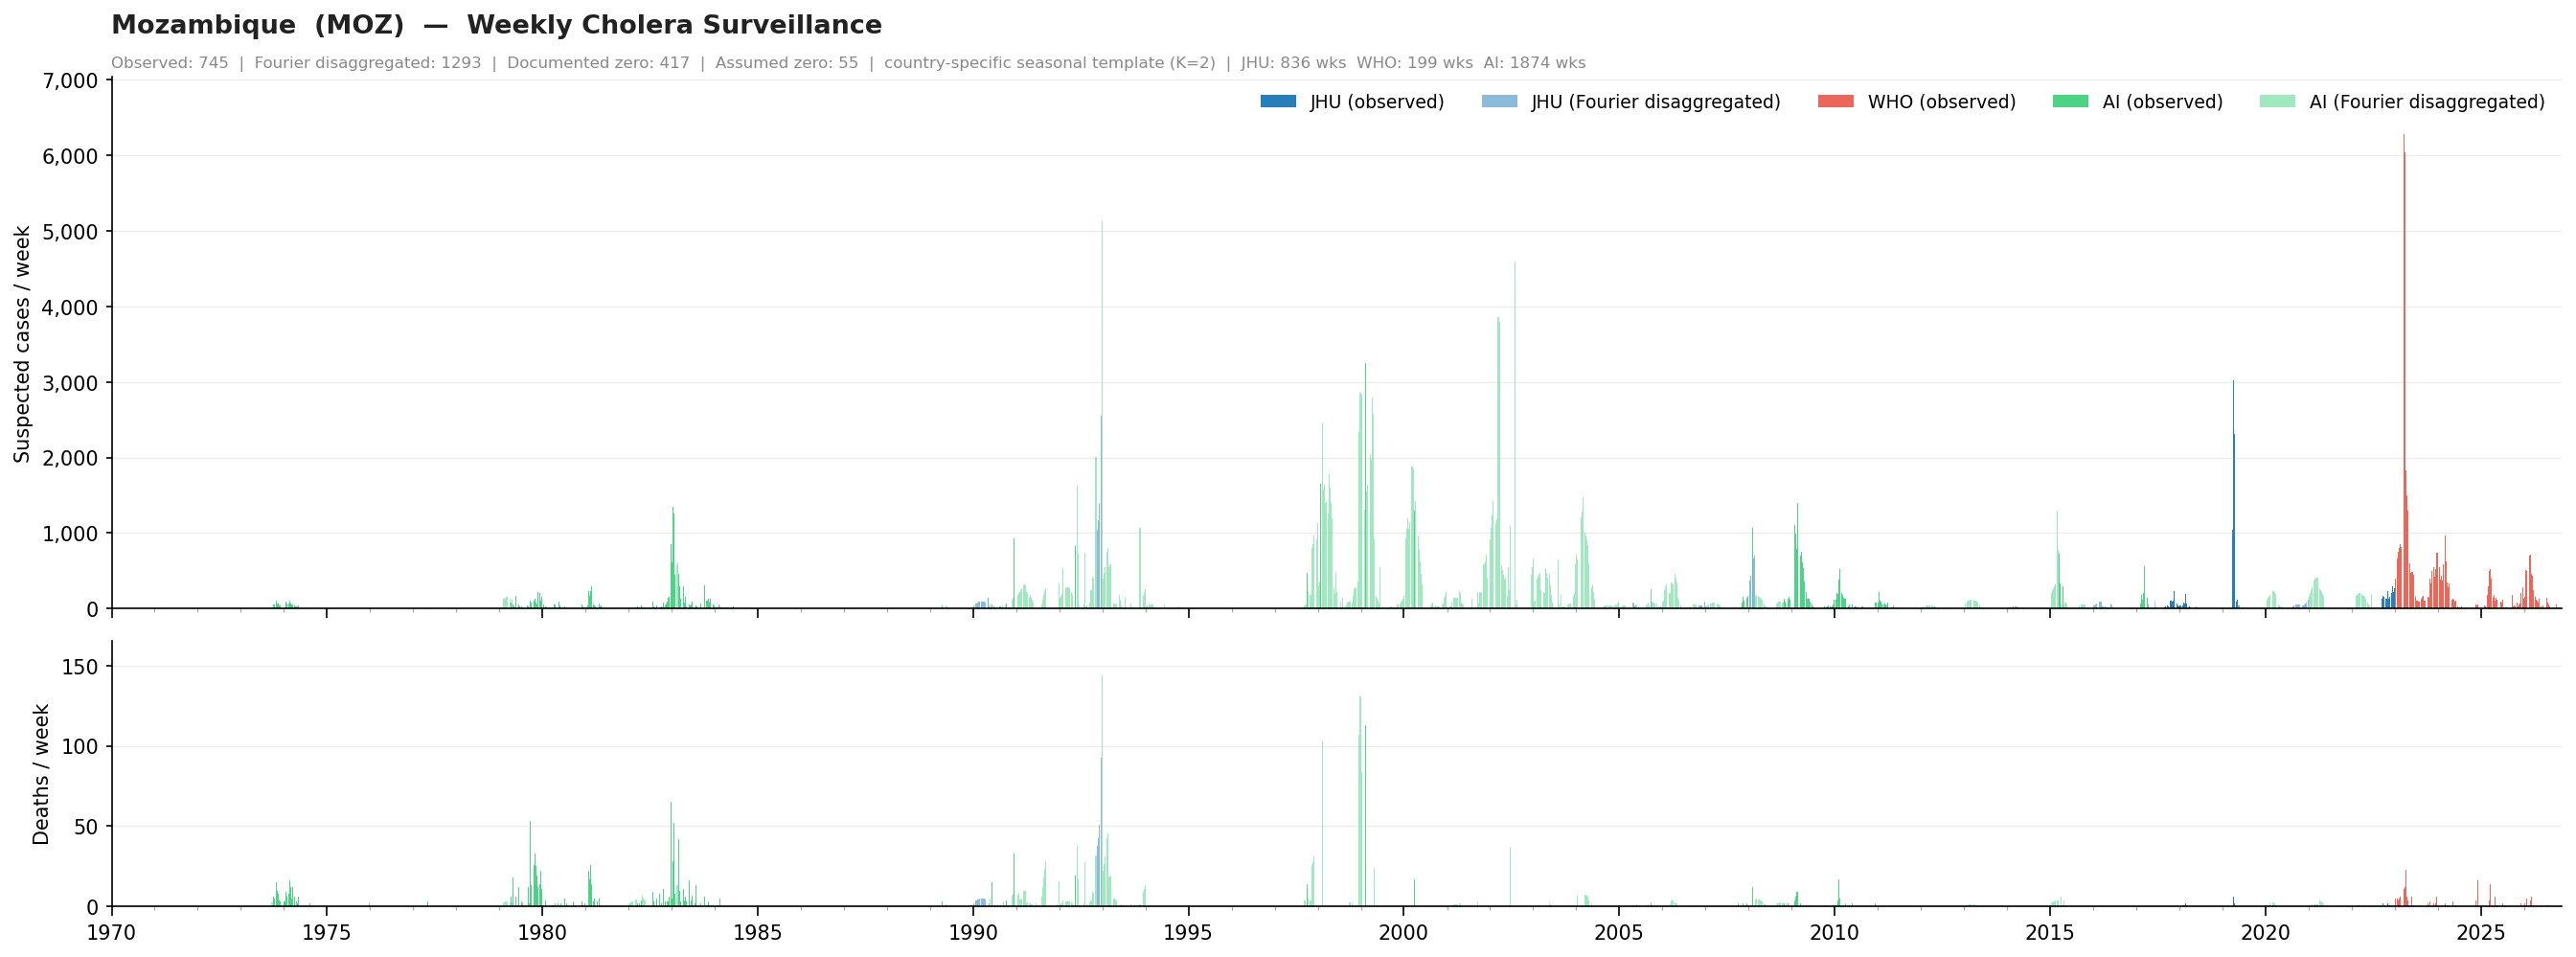 Mozambique (MOZ) — Weekly Cholera Surveillance
Observed: 745 | Fourier disaggregated: 1293 | Documented zero: 417 | Assumed zero: 55 | country-specific seasonal template (K=2) | JHU: 836 wks WHO: 199 wks AI: 1874 wks
JHU (observed) JHU (Fourier disaggregated) WHO (observed) AI (observed) AI (Fourier disaggregated)
Suspected cases / week
7,000
6,000
5,000
4,000
3,000
2,000
1,000
0
Deaths / week
150
100
50
0
1970 1975 1980 1985 1990 1995 2000 2005 2010 2015 2020 2025